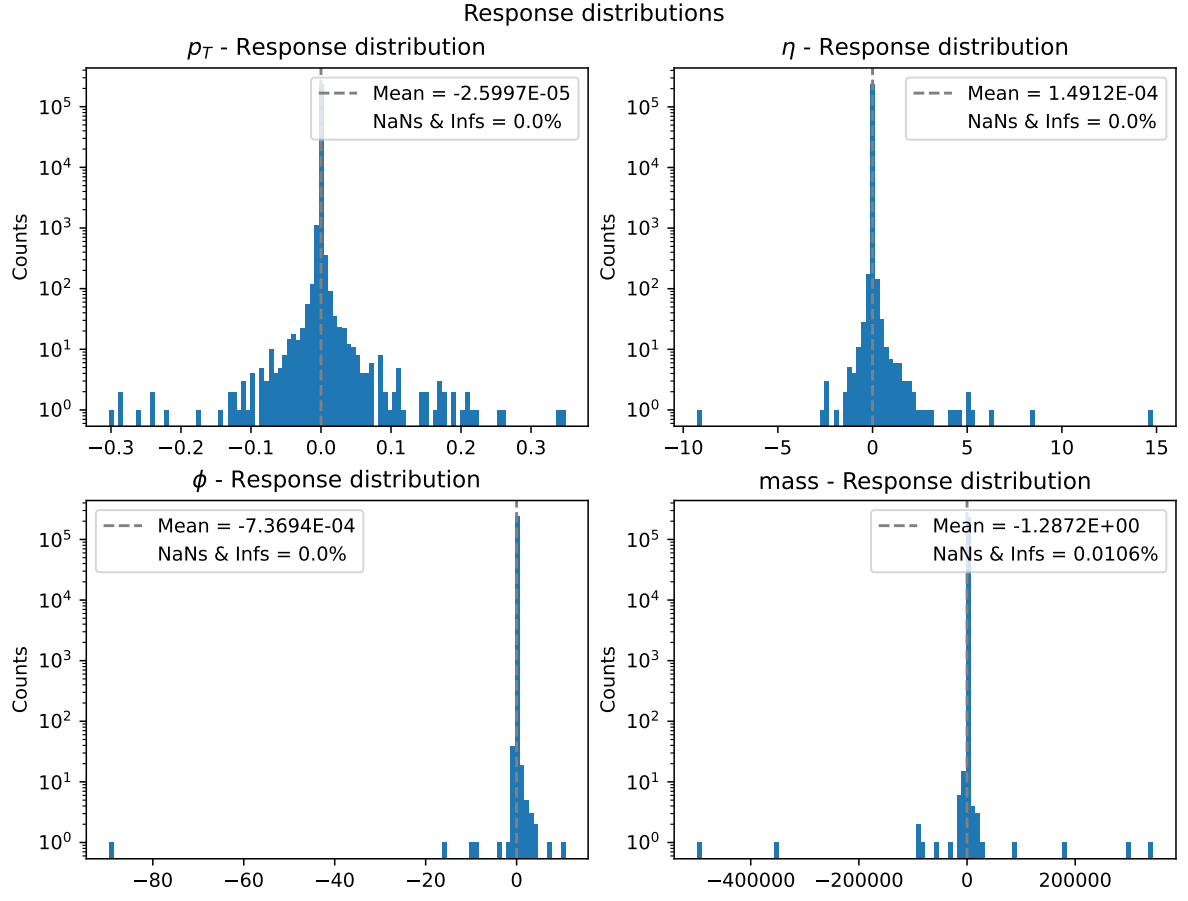 Response distributions
p_T - Response distribution
Counts
10^5
10^4
10^3
10^2
10^1
10^0
Mean = -2.5997E-05
NaNs & Infs = 0.0%
−0.3 −0.2 −0.1 0.0 0.1 0.2 0.3
η - Response distribution
Counts
10^5
10^4
10^3
10^2
10^1
10^0
Mean = 1.4912E-04
NaNs & Infs = 0.0%
−10 −5 0 5 10 15
ϕ - Response distribution
Counts
10^5
10^4
10^3
10^2
10^1
10^0
Mean = -7.3694E-04
NaNs & Infs = 0.0%
−80 −60 −40 −20 0
mass - Response distribution
Counts
10^5
10^4
10^3
10^2
10^1
10^0
Mean = -1.2872E+00
NaNs & Infs = 0.0106%
−400000 −200000 0 200000